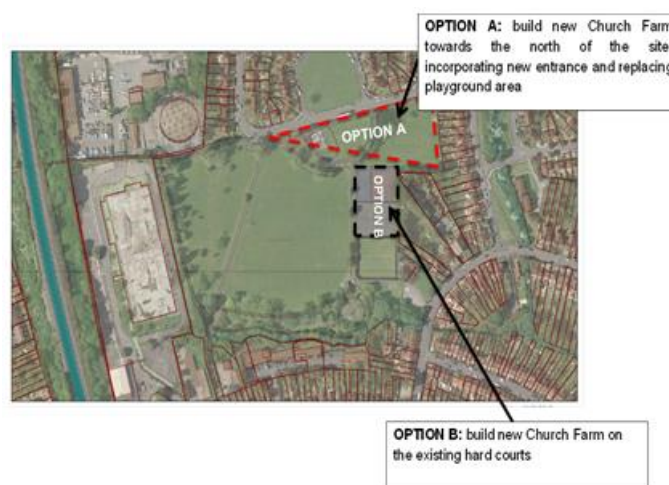 OPTION A: build new Church Farm
towards the north of the site,
incorporating new entrance and replacing
playground area
OPTION A
OPTION B
OPTION B: build new Church Farm on
the existing hard courts